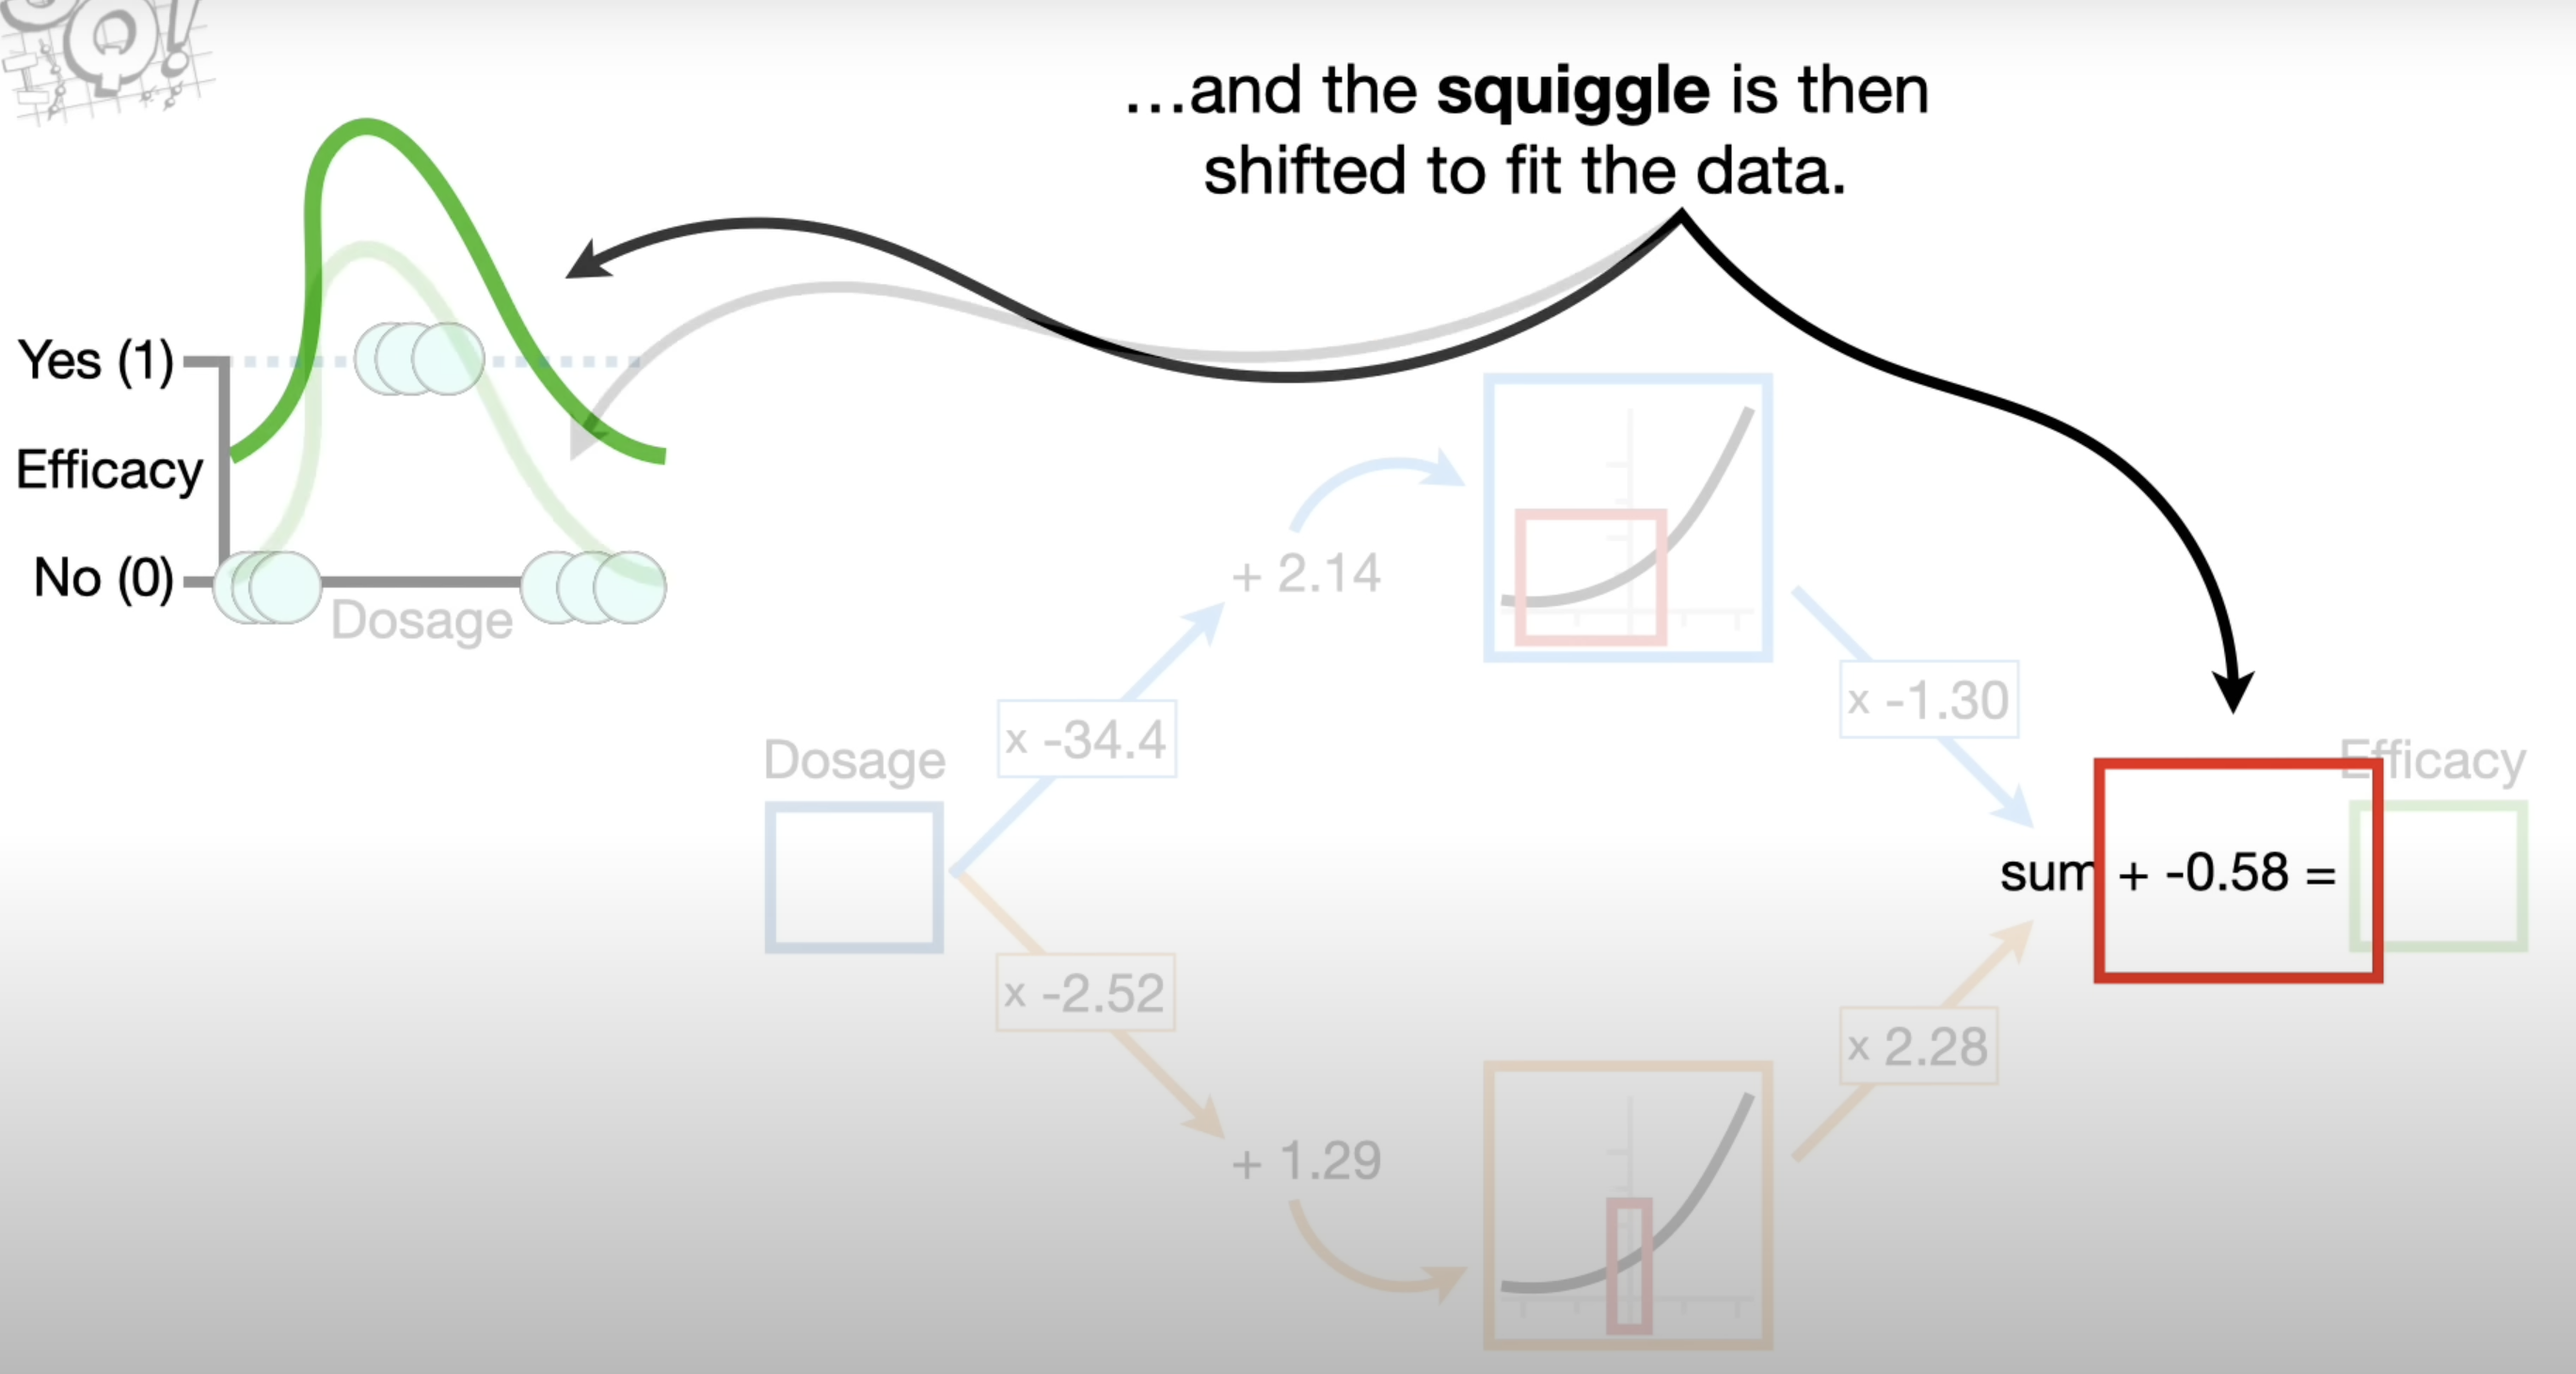 Q!
…and the squiggle is then
shifted to fit the data.
Yes (1)
Efficacy
No (0)
Dosage
+ 2.14
x -34.4
x -1.30
Dosage
Efficacy
sum + -0.58 =
x -2.52
x 2.28
+ 1.29